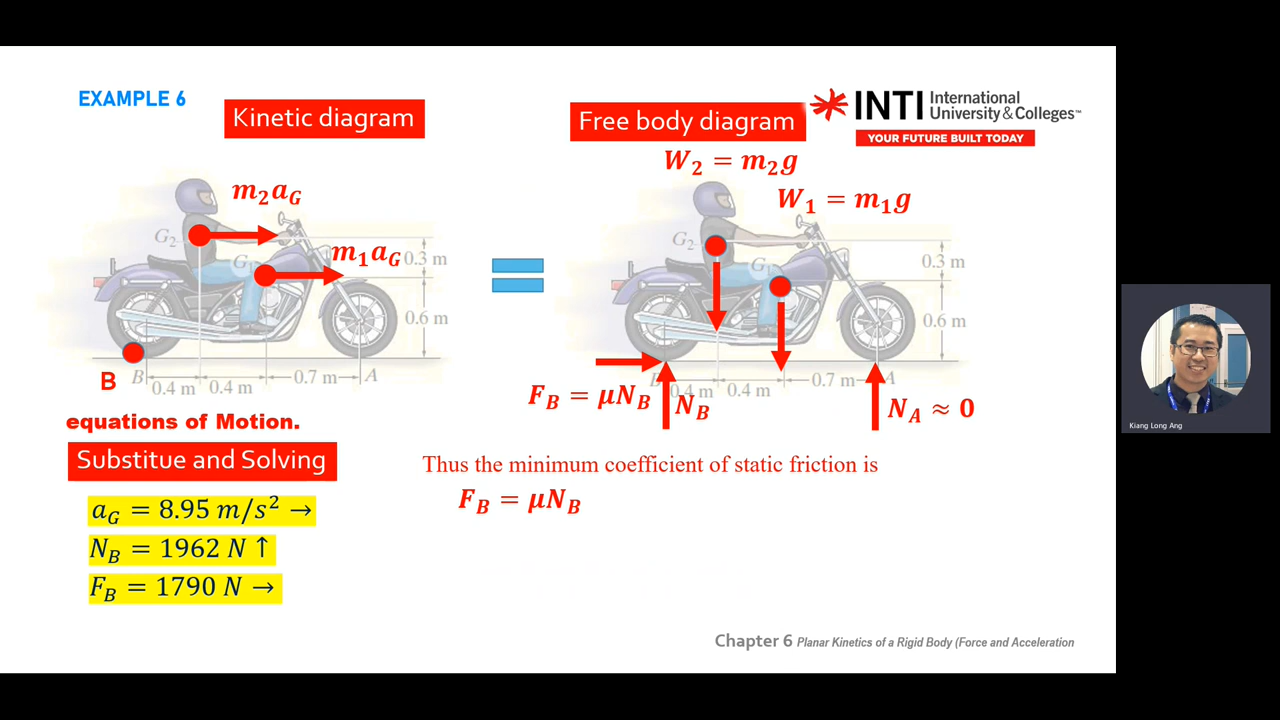 EXAMPLE 6
Kinetic diagram
Free body diagram
INTI International University & Colleges™
YOUR FUTURE BUILT TODAY
W₂ = m₂g
W₁ = m₁g
m₂a_G
m₁a_G
G₂
G
0.3 m
0.6 m
B
B
0.4 m
0.4 m
0.7 m
A
G₂
G
0.3 m
0.6 m
0.4 m
0.4 m
0.7 m
A
F_B = μN_B
N_B
N_A ≈ 0
equations of Motion.
Substitue and Solving
a_G = 8.95 m/s² →
N_B = 1962 N ↑
F_B = 1790 N →
Thus the minimum coefficient of static friction is
F_B = μN_B
Chapter 6 Planar Kinetics of a Rigid Body (Force and Acceleration
Kiang Long Ang